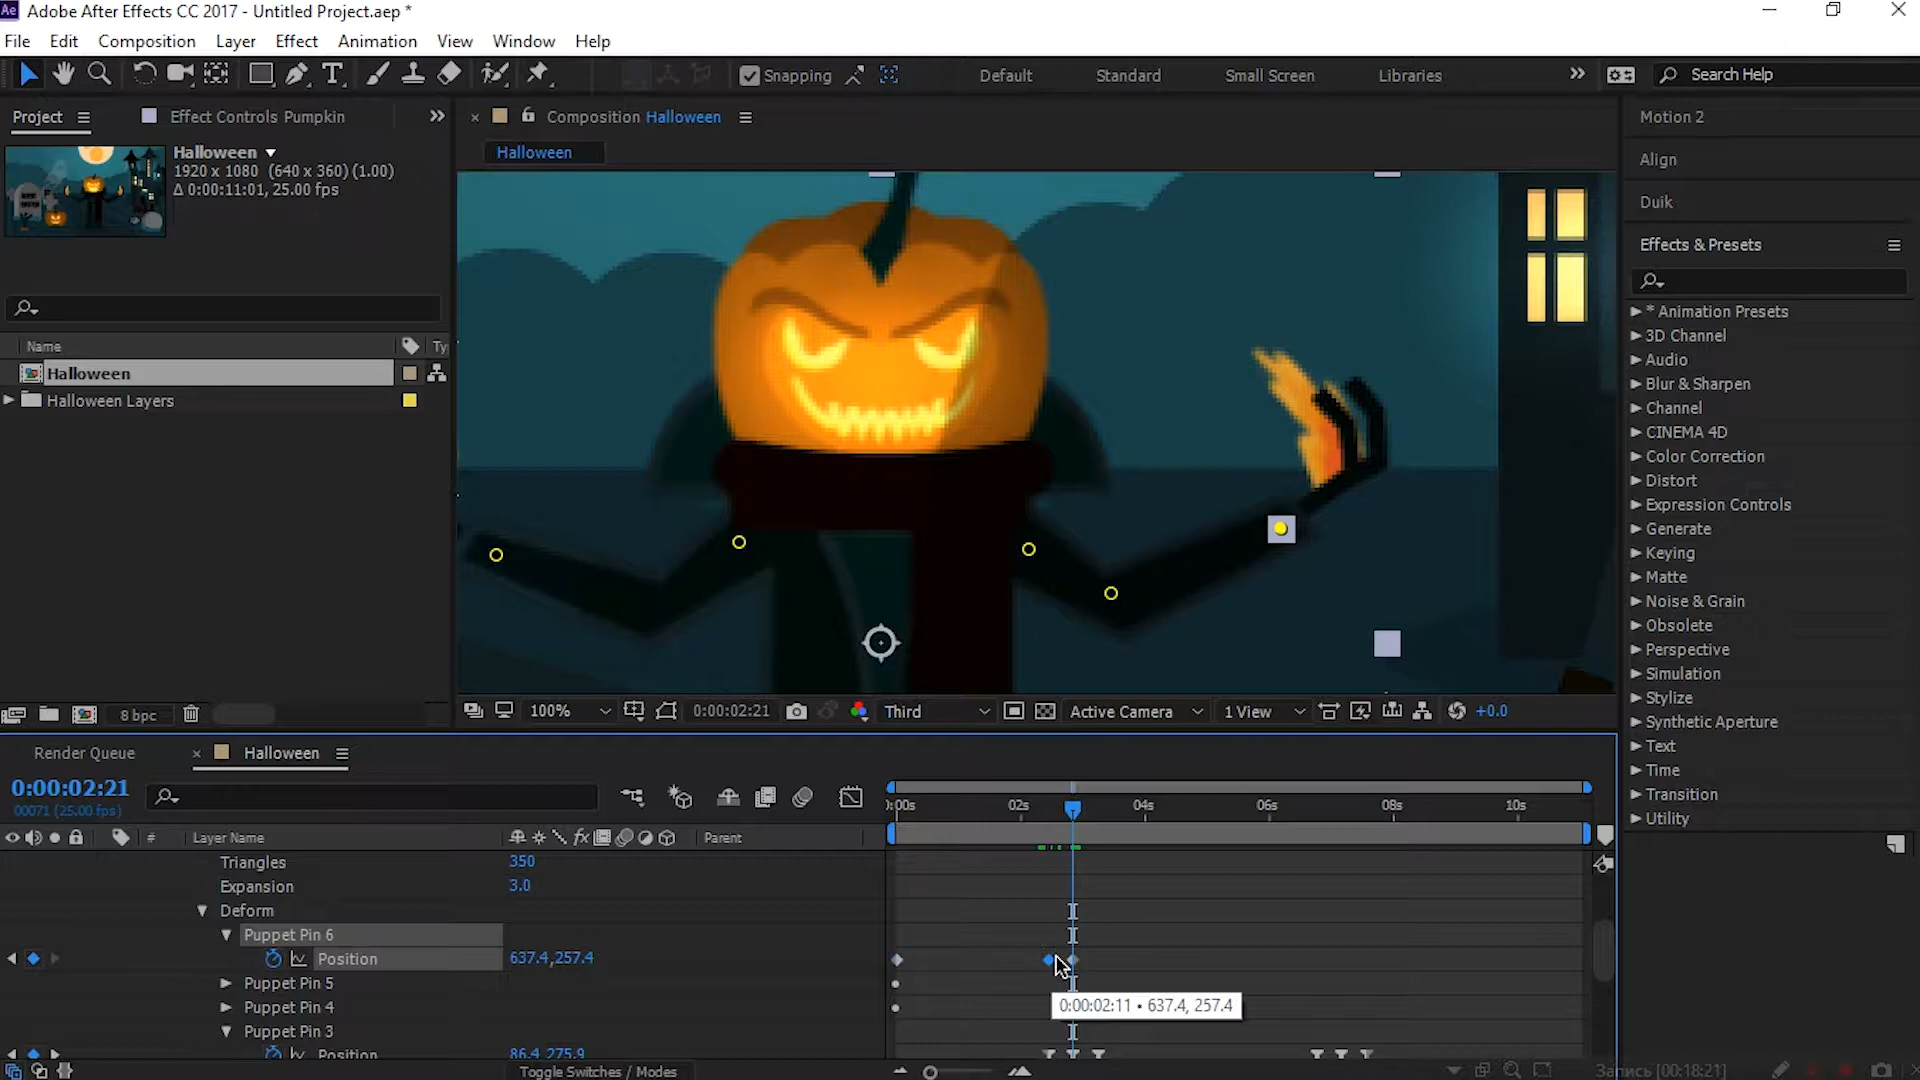 Ae Adobe After Effects CC 2017 - Untitled Project.aep *
File Edit Composition Layer Effect Animation View Window Help
Snapping Default Standard Small Screen Libraries Search Help
Project Effect Controls Pumpkin
Composition Halloween
Motion 2
Halloween
Halloween
1920 x 1080 (640 x 360) (1.00)
Δ 0:00:11:01, 25.00 fps
Align
Duik
Effects & Presets
* Animation Presets
3D Channel
Audio
Blur & Sharpen
Channel
CINEMA 4D
Color Correction
Distort
Expression Controls
Generate
Keying
Matte
Noise & Grain
Obsolete
Perspective
Simulation
Stylize
Synthetic Aperture
Text
Time
Transition
Utility
Name Ty
Halloween
Halloween Layers
8 bpc
100% 0:00:02:21 Third Active Camera 1 View +0.0
Render Queue Halloween
0:00:02:21
00071 (25.00 fps)
# Layer Name fx Parent
):00s 02s 04s 06s 08s 10s
Triangles 350
Expansion 3.0
Deform
Puppet Pin 6
Position 637.4,257.4
Puppet Pin 5
0:00:02:11 • 637.4, 257.4
Puppet Pin 4
Puppet Pin 3
Position 86.4,275.9
Toggle Switches / Modes
Запись [00:18:21]